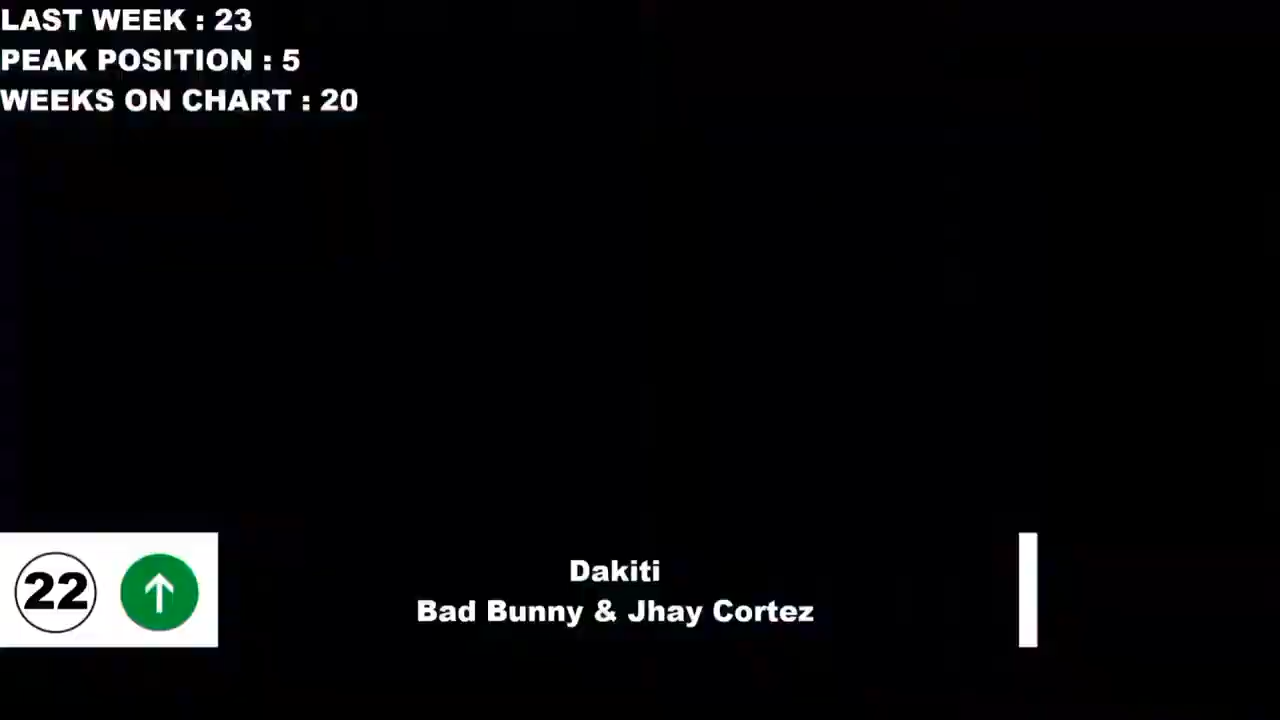 LAST WEEK : 23
PEAK POSITION : 5
WEEKS ON CHART : 20
22
Dakiti
Bad Bunny & Jhay Cortez